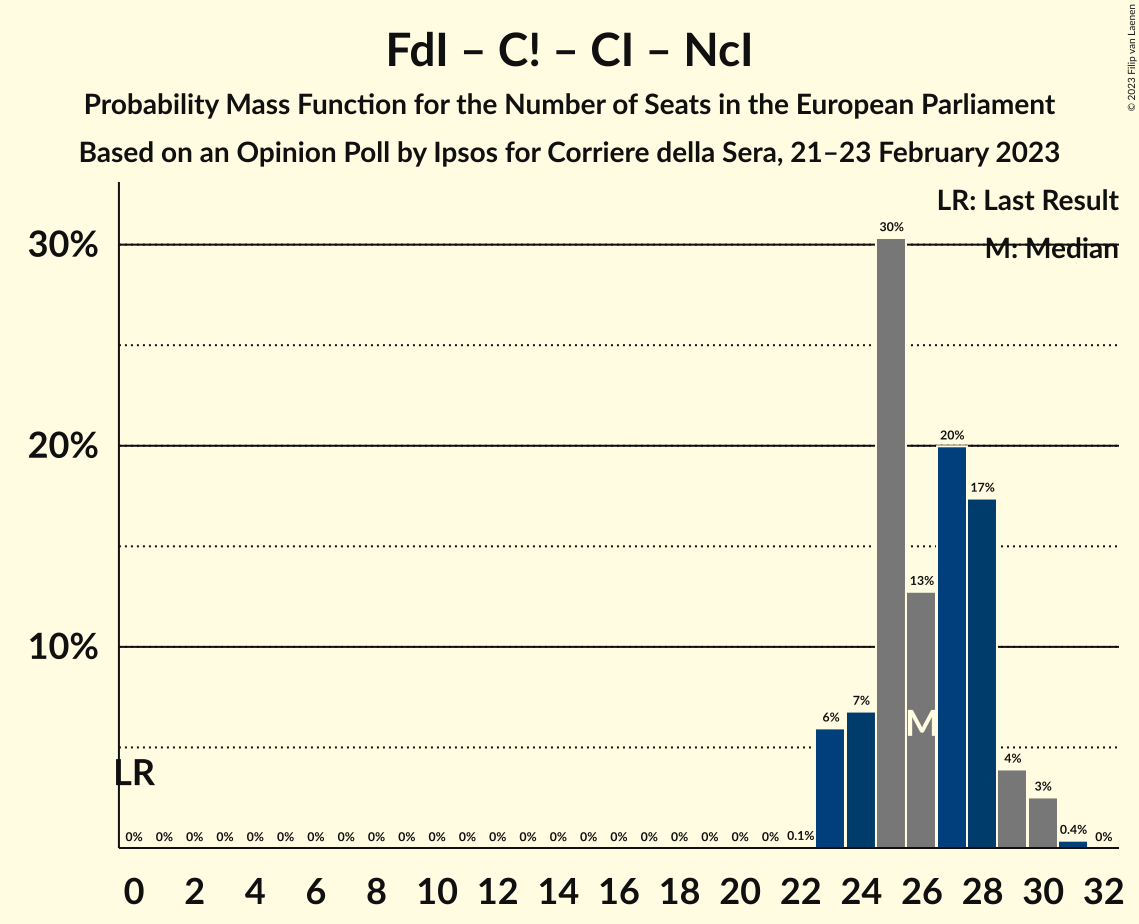 FdI – C! – CI – NcI
Probability Mass Function for the Number of Seats in the European Parliament
Based on an Opinion Poll by Ipsos for Corriere della Sera, 21–23 February 2023
© 2023 Filip van Laenen
LR: Last Result
M: Median
30%
20%
10%
30%
20%
17%
13%
7%
6%
4%
3%
0.4%
0%
M
LR
0% 0% 0% 0% 0% 0% 0% 0% 0% 0% 0% 0% 0% 0% 0% 0% 0% 0% 0% 0% 0% 0% 0.1%
0 2 4 6 8 10 12 14 16 18 20 22 24 26 28 30 32